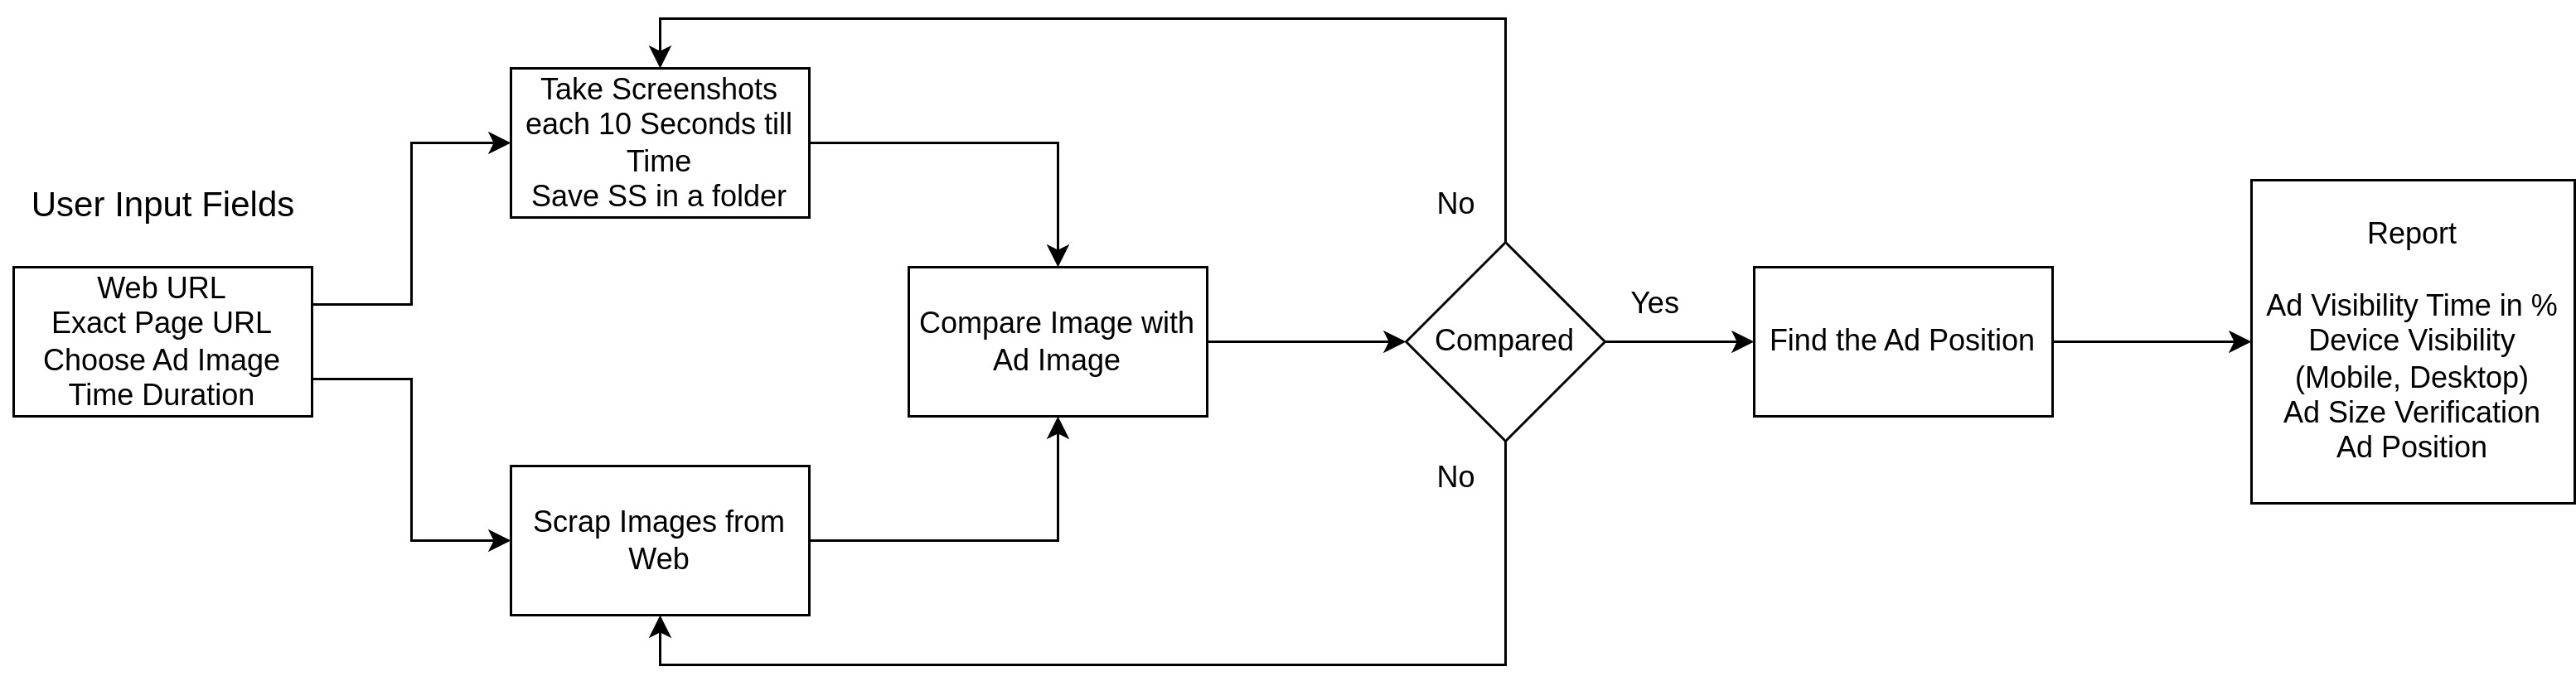 User Input Fields
Web URL
Exact Page URL
Choose Ad Image
Time Duration
Take Screenshots
each 10 Seconds till
Time
Save SS in a folder
Scrap Images from
Web
Compare Image with
Ad Image
No
Compared
No
Yes
Find the Ad Position
Report
Ad Visibility Time in %
Device Visibility
(Mobile, Desktop)
Ad Size Verification
Ad Position